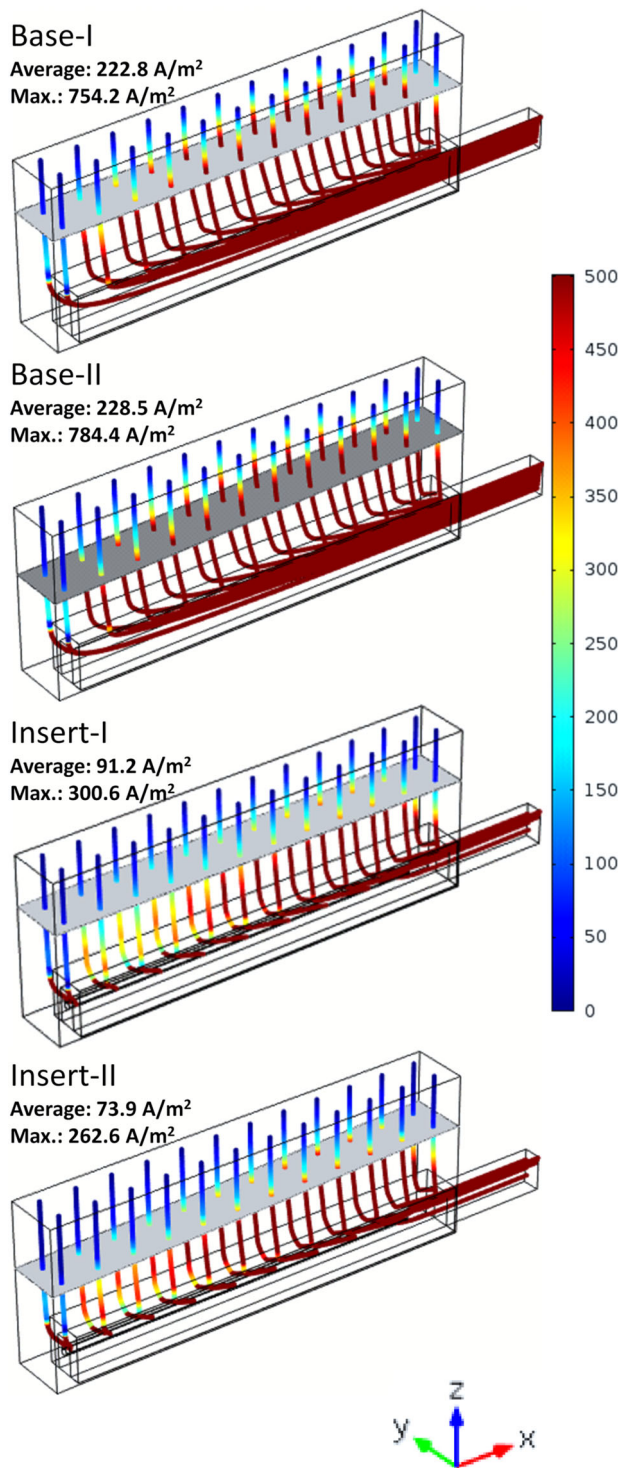 Base-I
Average: 222.8 A/m²
Max.: 754.2 A/m²
Base-II
Average: 228.5 A/m²
Max.: 784.4 A/m²
Insert-I
Average: 91.2 A/m²
Max.: 300.6 A/m²
Insert-II
Average: 73.9 A/m²
Max.: 262.6 A/m²
500
450
400
350
300
250
200
150
100
50
0
z
y
x